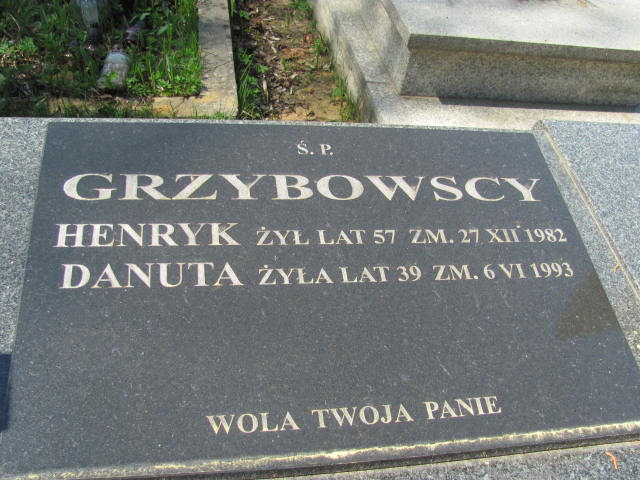 Ś. P.
GRZYBOWSCY
HENRYK ŻYŁ LAT 57 ZM. 27 XII 1982
DANUTA ŻYŁA LAT 39 ZM. 6 VI 1993
WOLA TWOJA PANIE